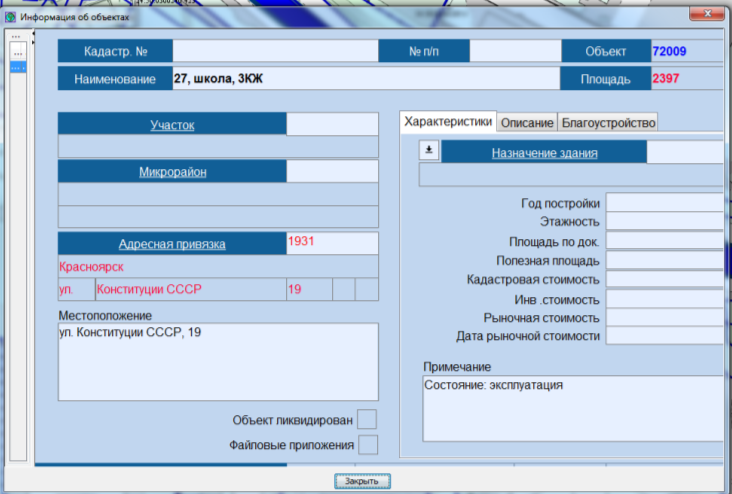 Информация об объектах
...
...
....
Кадастр. № № п/п Объект 72009
Наименование 27, школа, 3КЖ Площадь 2397
Участок
Микрорайон
Адресная привязка 1931
Красноярск
ул. Конституции СССР 19
Местоположение
ул. Конституции СССР, 19
Объект ликвидирован
Файловые приложения
Характеристики Описание Благоустройство
Назначение здания
Год постройки
Этажность
Площадь по док.
Полезная площадь
Кадастровая стоимость
Инв .стоимость
Рыночная стоимость
Дата рыночной стоимости
Примечание
Состояние: эксплуатация
Закрыть